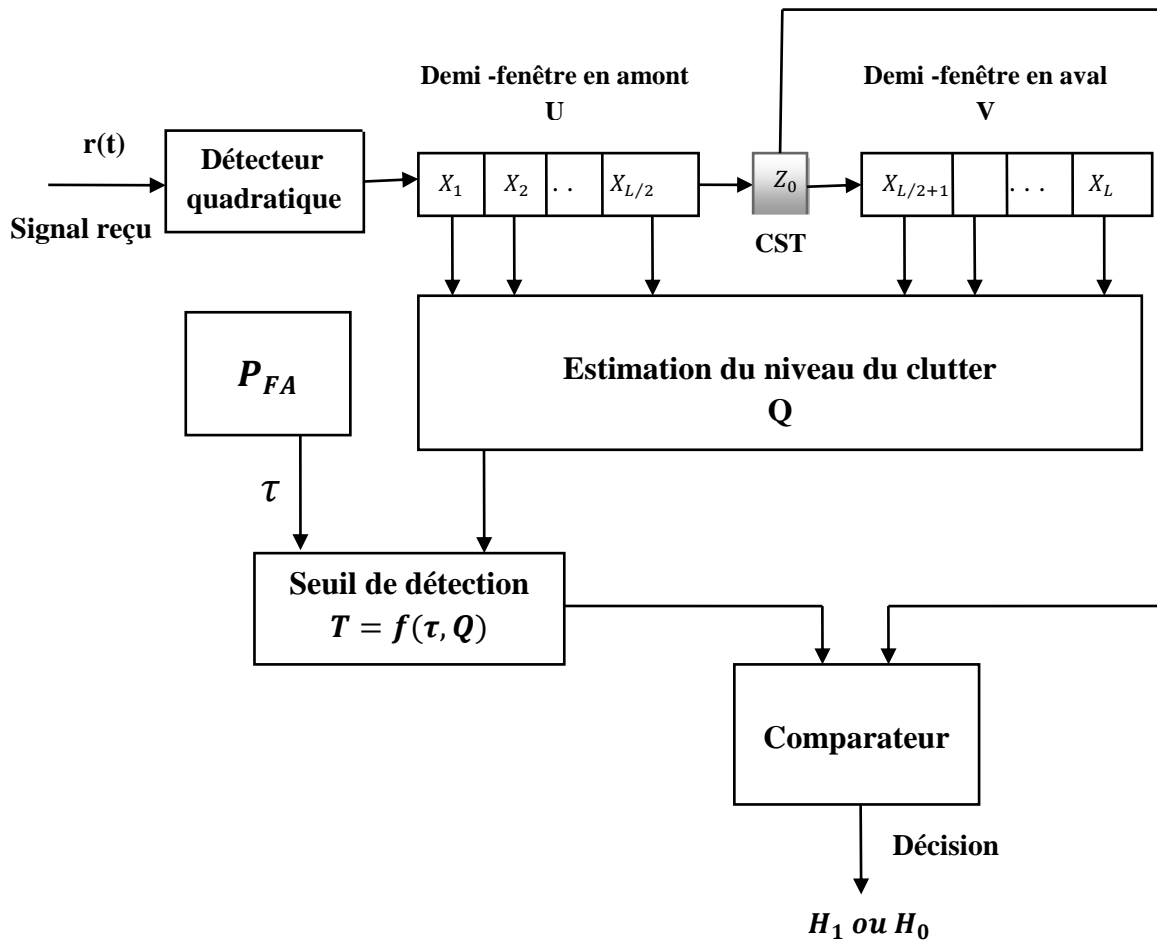 Demi -fenêtre en amont
U
Demi -fenêtre en aval
V
r(t)
Signal reçu
Détecteur
quadratique
X_1 X_2 . . X_{L/2}
Z_0
CST
X_{L/2+1} . . . X_L
P_{FA}
τ
Estimation du niveau du clutter
Q
Seuil de détection
T = f(τ, Q)
Comparateur
Décision
H_1 ou H_0